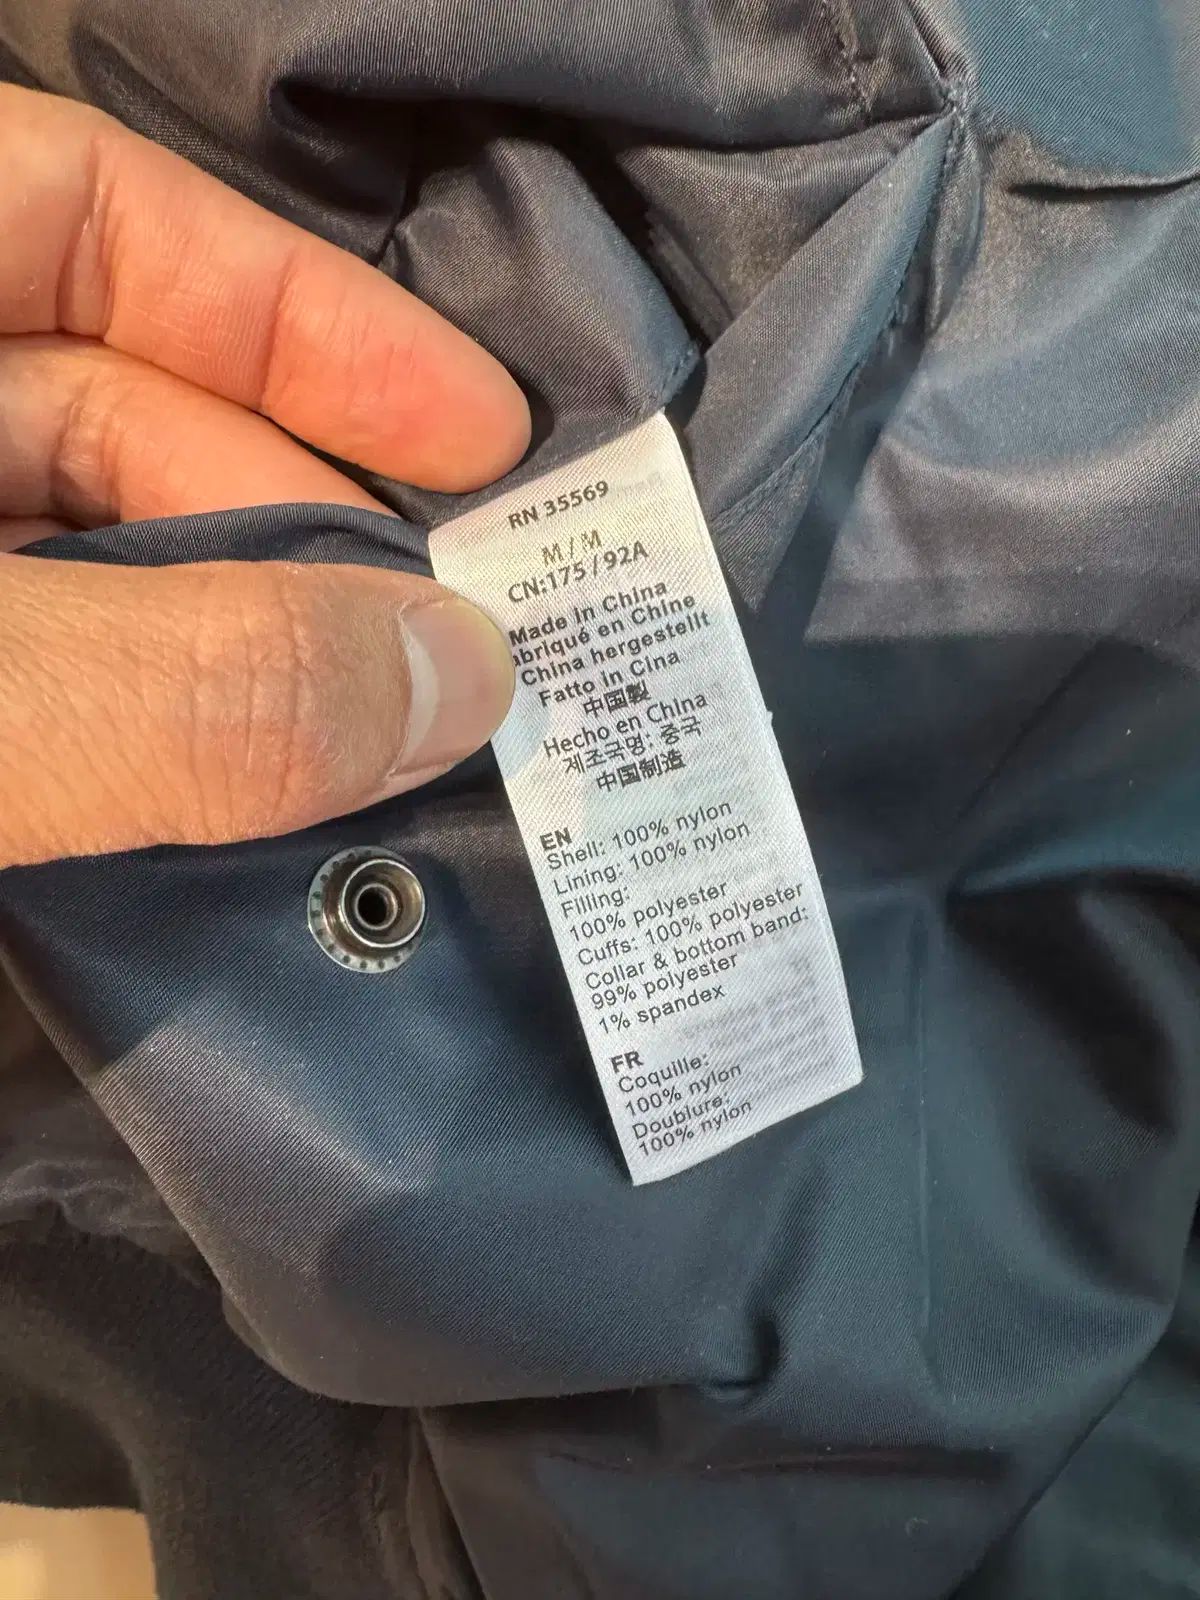 RN 35569
M / M
CN:175 / 92A
Made in China
abriqué en Chine
China hergestellt
Fatto in Cina
中国製
Hecho en China
제조국명: 중국
中国制造
EN
Shell: 100% nylon
Lining: 100% nylon
Filling:
100% polyester
Cuffs: 100% polyester
Collar & bottom band:
99% polyester
1% spandex
FR
Coquille:
100% nylon
Doublure:
100% nylon